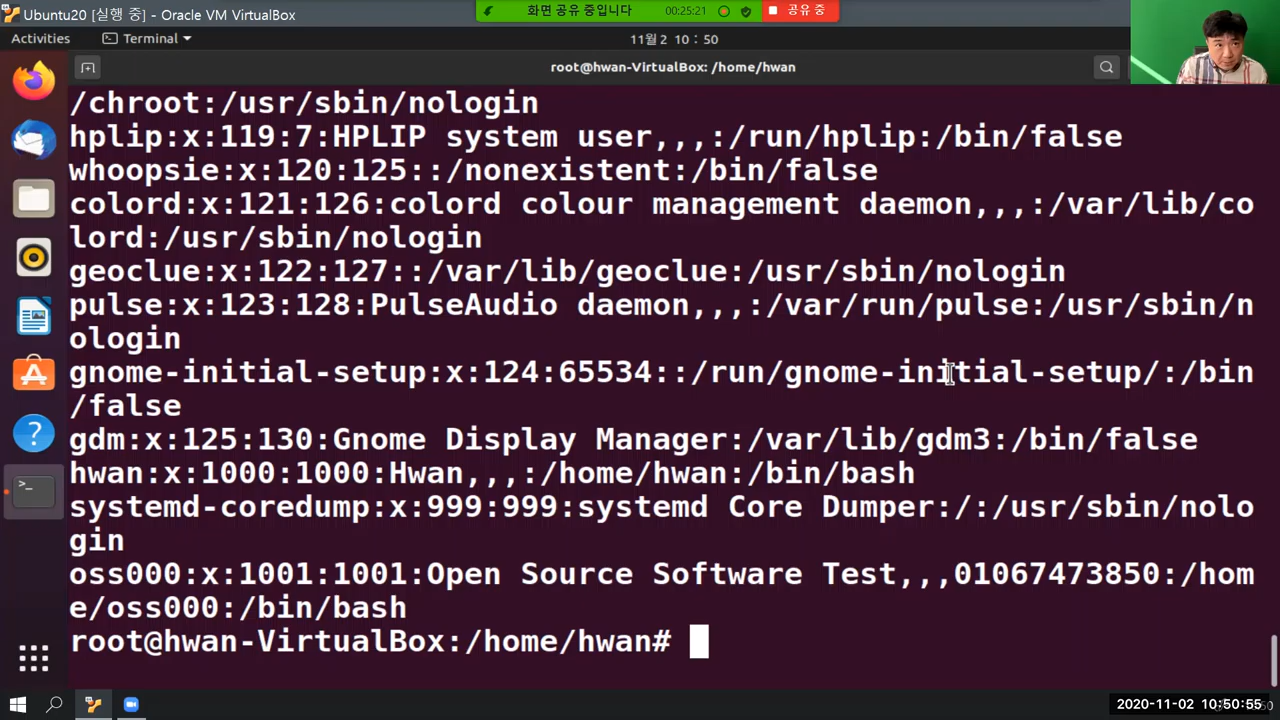 Ubuntu20 [실행 중] - Oracle VM VirtualBox
화면 공유 중입니다
00:25:21
공유 중
Activities
Terminal
11월 2 10 : 50
root@hwan-VirtualBox: /home/hwan
/chroot:/usr/sbin/nologin
hplip:x:119:7:HPLIP system user,,,:/run/hplip:/bin/false
whoopsie:x:120:125::/nonexistent:/bin/false
colord:x:121:126:colord colour management daemon,,,:/var/lib/co
lord:/usr/sbin/nologin
geoclue:x:122:127::/var/lib/geoclue:/usr/sbin/nologin
pulse:x:123:128:PulseAudio daemon,,,:/var/run/pulse:/usr/sbin/n
ologin
gnome-initial-setup:x:124:65534::/run/gnome-initial-setup/:/bin
/false
gdm:x:125:130:Gnome Display Manager:/var/lib/gdm3:/bin/false
hwan:x:1000:1000:Hwan,,,:/home/hwan:/bin/bash
systemd-coredump:x:999:999:systemd Core Dumper:/:/usr/sbin/nolo
gin
oss000:x:1001:1001:Open Source Software Test,,,01067473850:/hom
e/oss000:/bin/bash
root@hwan-VirtualBox:/home/hwan#
2020-11-02 10:50:55